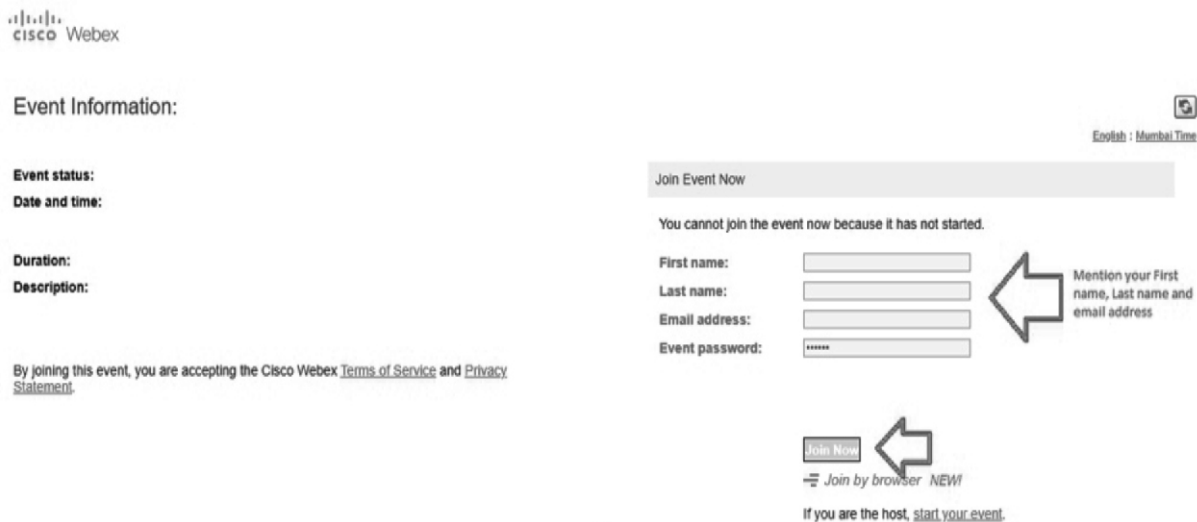 cisco Webex
Event Information:
English : Mumbai Time
Event status:
Date and time:
Duration:
Description:
By joining this event, you are accepting the Cisco Webex Terms of Service and Privacy
Statement.
Join Event Now
You cannot join the event now because it has not started.
First name:
Last name:
Email address:
Event password:
Mention your First
name, Last name and
email address
Join Now
Join by browser NEW!
If you are the host, start your event.